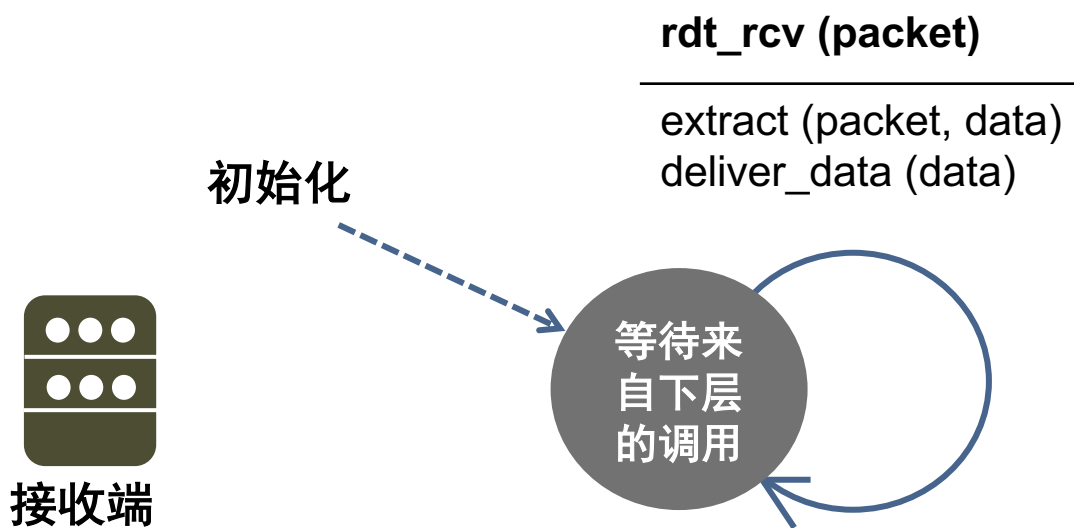 rdt_rcv (packet)
extract (packet, data)
deliver_data (data)
初始化
等待来
自下层
的调用
接收端